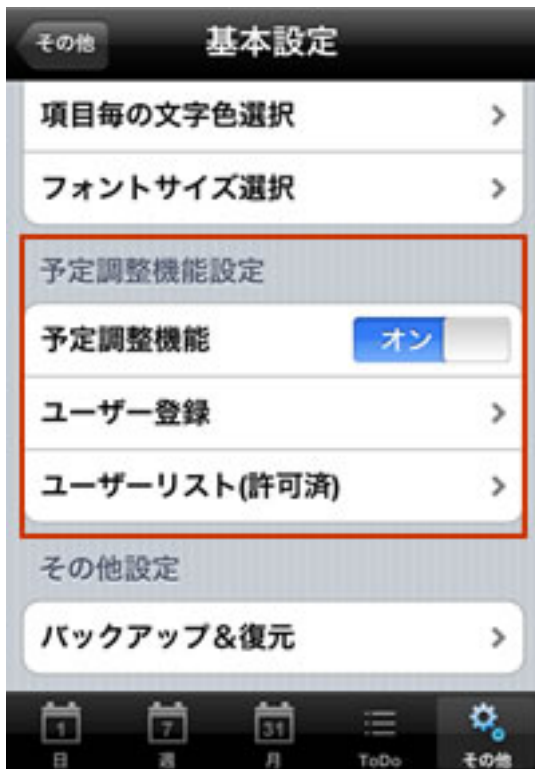 その他
基本設定
項目毎の文字色選択
フォントサイズ選択
予定調整機能設定
予定調整機能
オン
ユーザー登録
ユーザーリスト(許可済)
その他設定
バックアップ&復元
1
7
31
日
週
月
ToDo
その他